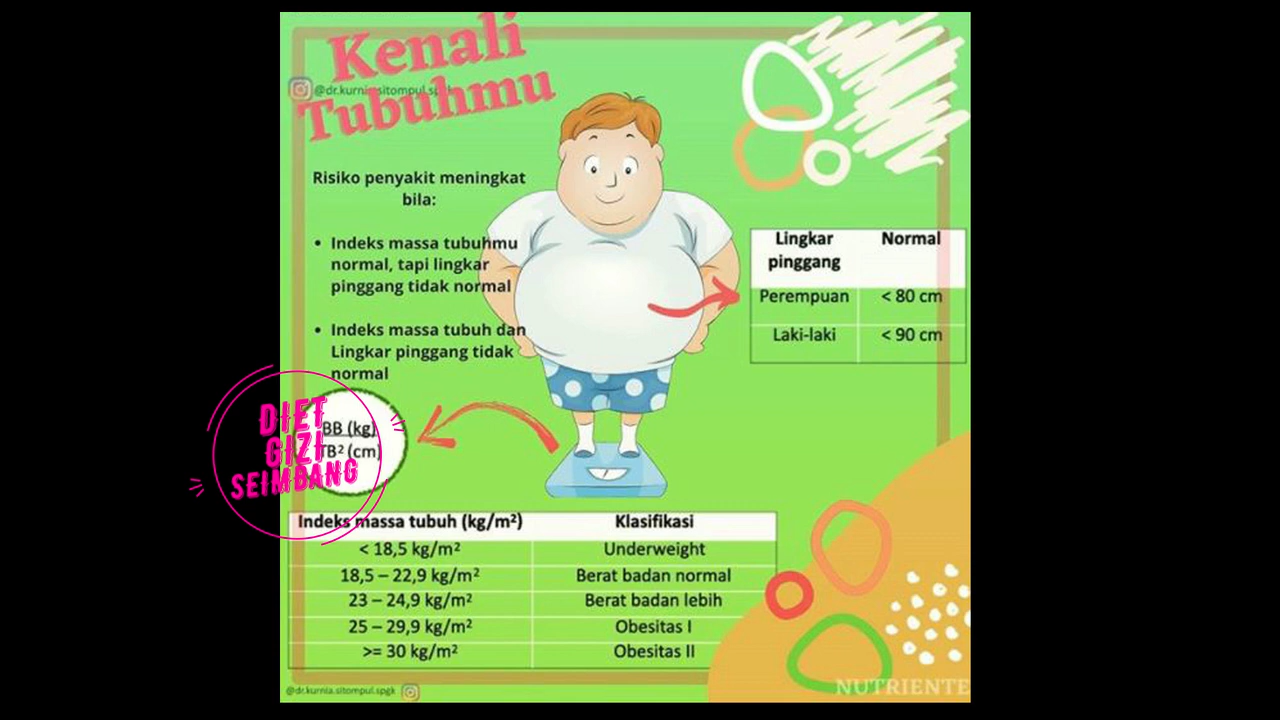 Kenali
Tubuhmu
@dr.kurnia.sitompul.spgk
Risiko penyakit meningkat
bila:
• Indeks massa tubuhmu
normal, tapi lingkar
pinggang tidak normal
• Indeks massa tubuh dan
Lingkar pinggang tidak
normal
Lingkar pinggang Normal
Perempuan < 80 cm
Laki-laki < 90 cm
BB (kg)
TB² (cm)
DIET
GIZI
SEIMBANG
Indeks massa tubuh (kg/m²) Klasifikasi
< 18,5 kg/m² Underweight
18,5 – 22,9 kg/m² Berat badan normal
23 – 24,9 kg/m² Berat badan lebih
25 – 29,9 kg/m² Obesitas I
>= 30 kg/m² Obesitas II
@dr.kurnia.sitompul.spgk
NUTRIENTE